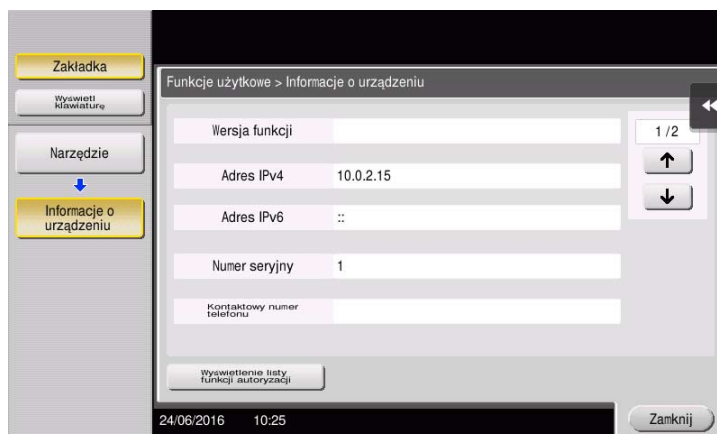 Zakładka
Wyświetl
klawiaturę
Narzędzie
Informacje o
urządzeniu
Funkcje użytkowe > Informacje o urządzeniu
Wersja funkcji
1/2
Adres IPv4
10.0.2.15
Adres IPv6
::
Numer seryjny
1
Kontaktowy numer
telefonu
Wyświetlenie listy
funkcji autoryzacji
24/06/2016 10:25
Zamknij